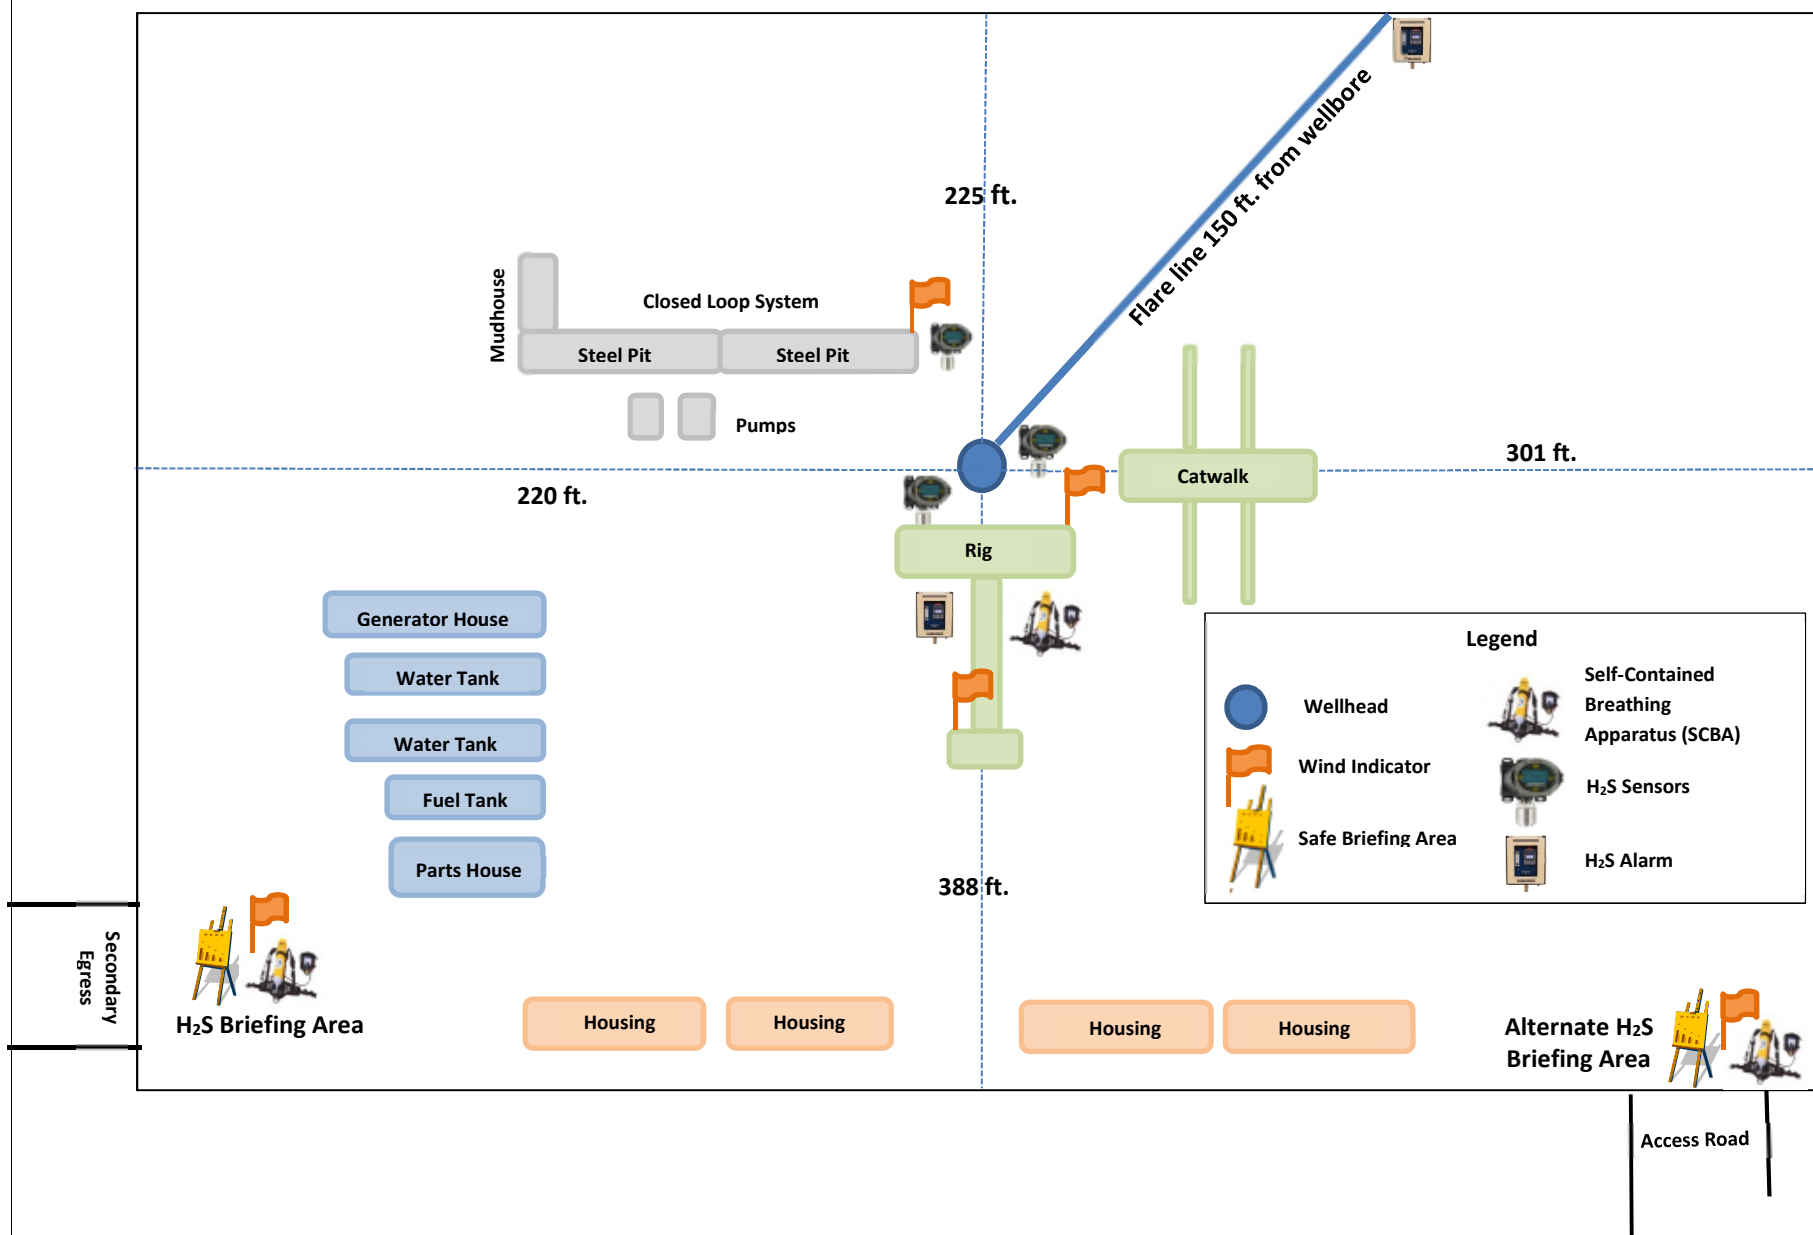 225 ft.
Flare line 150 ft. from wellbore
Mudhouse
Closed Loop System
Steel Pit
Steel Pit
Pumps
301 ft.
Catwalk
220 ft.
Rig
Generator House
Water Tank
Water Tank
Fuel Tank
Parts House
388 ft.
Legend
Wellhead
Wind Indicator
Safe Briefing Area
Self-Contained
Breathing
Apparatus (SCBA)
H₂S Sensors
H₂S Alarm
Secondary
Egress
H₂S Briefing Area
Housing
Housing
Housing
Housing
Alternate H₂S
Briefing Area
Access Road